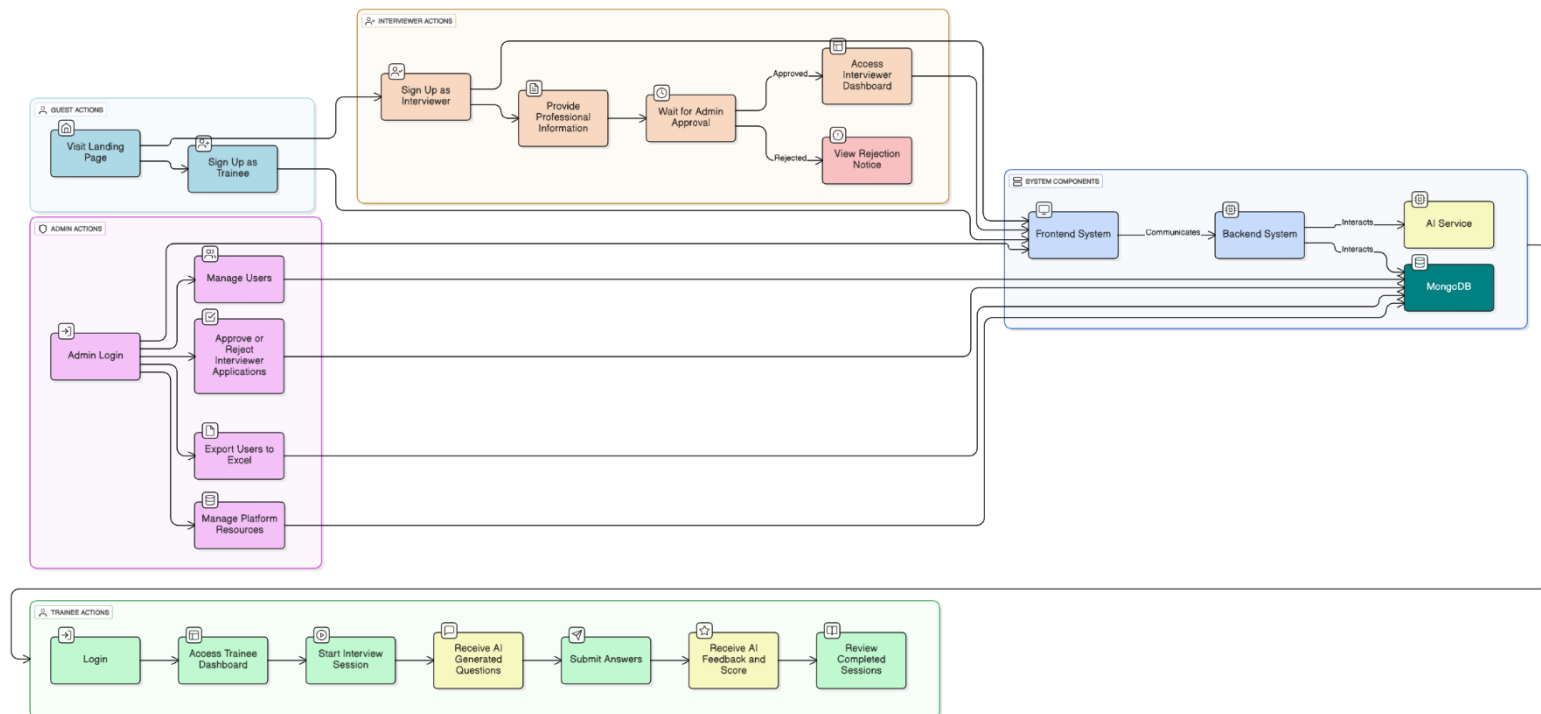 INTERVIEWER ACTIONS
Sign Up as
Interviewer
Provide
Professional
Information
Wait for Admin
Approval
Approved
Rejected
Access
Interviewer
Dashboard
View Rejection
Notice
GUEST ACTIONS
Visit Landing
Page
Sign Up as
Trainee
ADMIN ACTIONS
Admin Login
Manage Users
Approve or
Reject
Interviewer
Applications
Export Users to
Excel
Manage Platform
Resources
SYSTEM COMPONENTS
Frontend System
Communicates
Backend System
Interacts
Interacts
AI Service
MongoDB
TRAINEE ACTIONS
Login
Access Trainee
Dashboard
Start Interview
Session
Receive AI
Generated
Questions
Submit Answers
Receive AI
Feedback and
Score
Review
Completed
Sessions